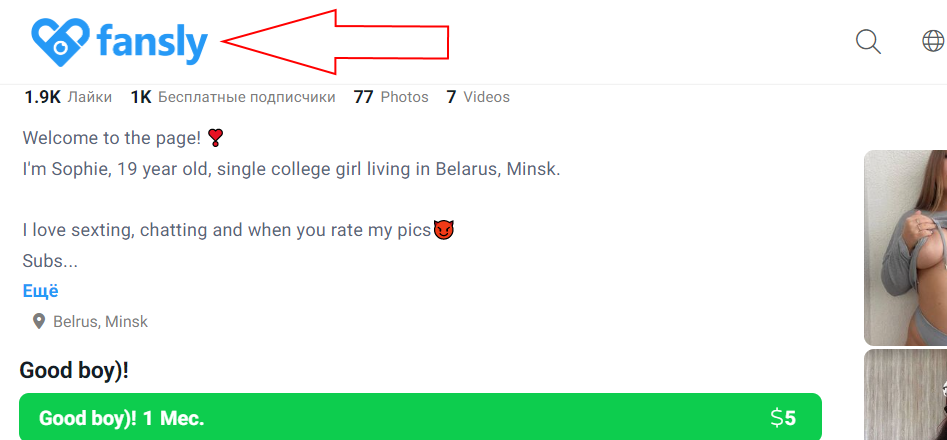 fansly
1.9K Лайки 1K Бесплатные подписчики 77 Photos 7 Videos
Welcome to the page! ❣
I'm Sophie, 19 year old, single college girl living in Belarus, Minsk.
I love sexting, chatting and when you rate my pics😈
Subs...
Ещё
Belrus, Minsk
Good boy)!
Good boy)! 1 Мес. $5